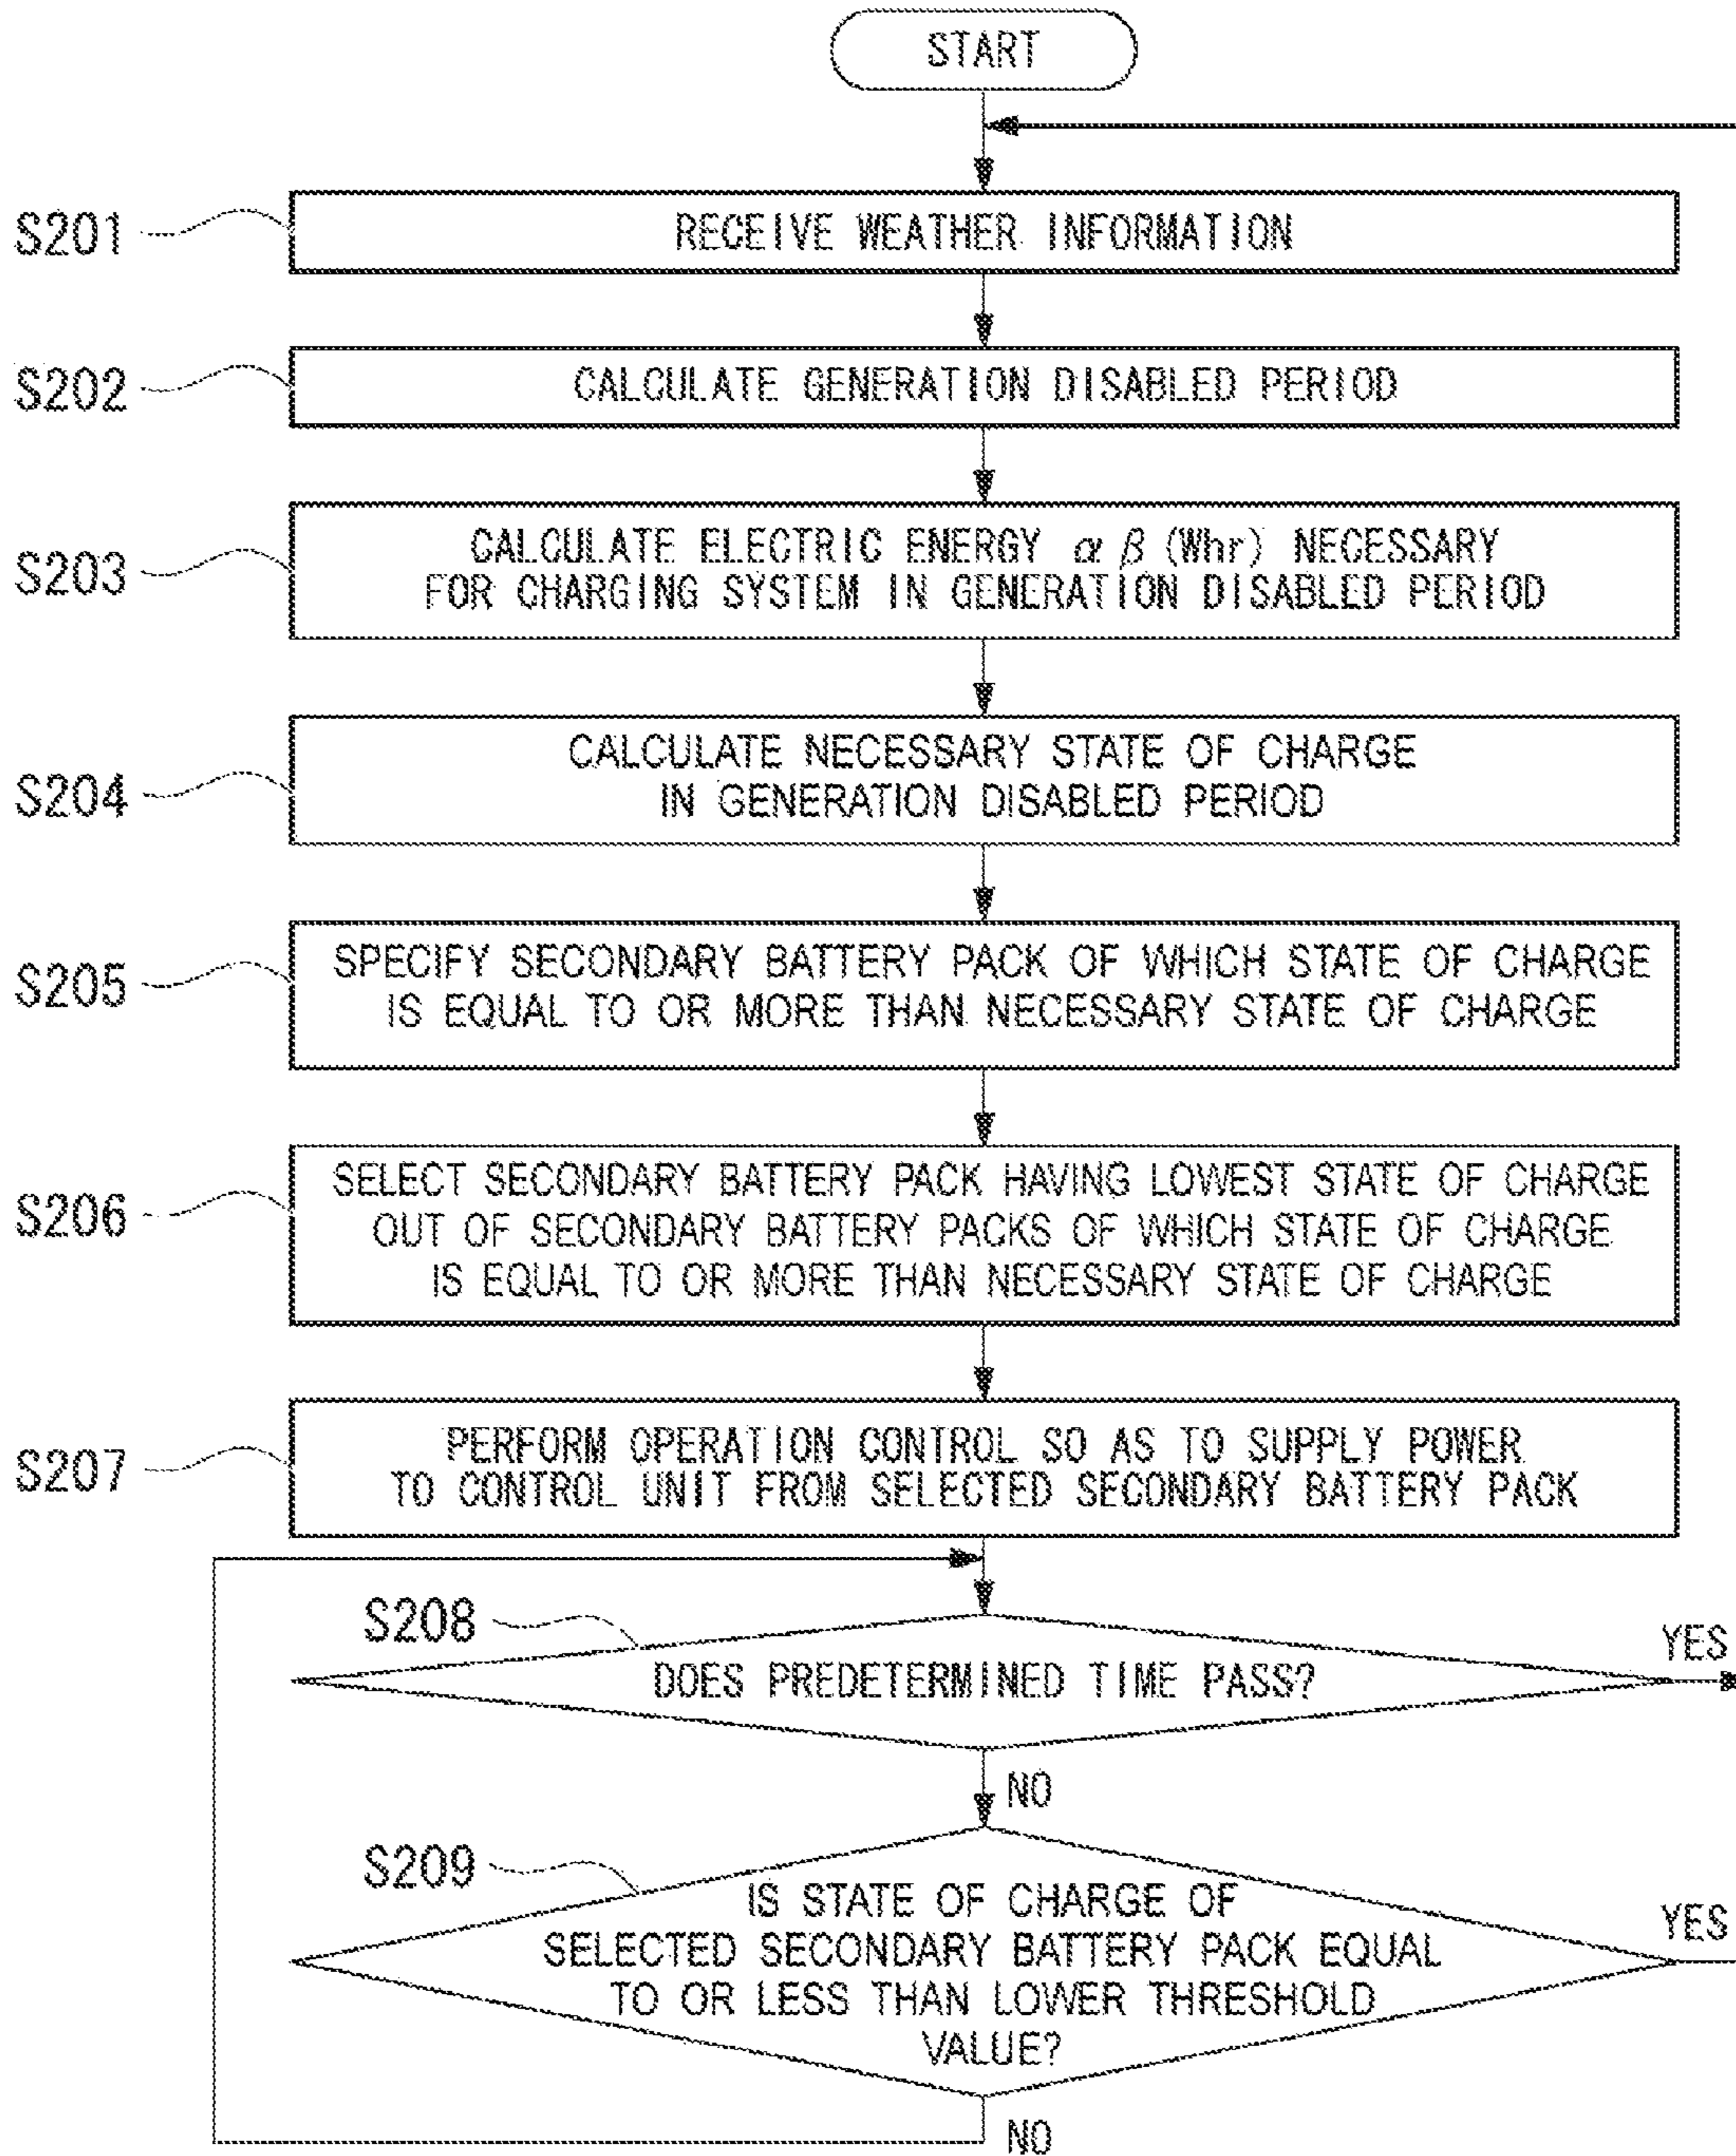 START
S201
RECEIVE WEATHER INFORMATION
S202
CALCULATE GENERATION DISABLED PERIOD
S203
CALCULATE ELECTRIC ENERGY α β (Whr) NECESSARY
FOR CHARGING SYSTEM IN GENERATION DISABLED PERIOD
S204
CALCULATE NECESSARY STATE OF CHARGE
IN GENERATION DISABLED PERIOD
S205
SPECIFY SECONDARY BATTERY PACK OF WHICH STATE OF CHARGE
IS EQUAL TO OR MORE THAN NECESSARY STATE OF CHARGE
S206
SELECT SECONDARY BATTERY PACK HAVING LOWEST STATE OF CHARGE
OUT OF SECONDARY BATTERY PACKS OF WHICH STATE OF CHARGE
IS EQUAL TO OR MORE THAN NECESSARY STATE OF CHARGE
S207
PERFORM OPERATION CONTROL SO AS TO SUPPLY POWER
TO CONTROL UNIT FROM SELECTED SECONDARY BATTERY PACK
S208
DOES PREDETERMINED TIME PASS?
YES
NO
S209
IS STATE OF CHARGE OF
SELECTED SECONDARY BATTERY PACK EQUAL
TO OR LESS THAN LOWER THRESHOLD
VALUE?
YES
NO